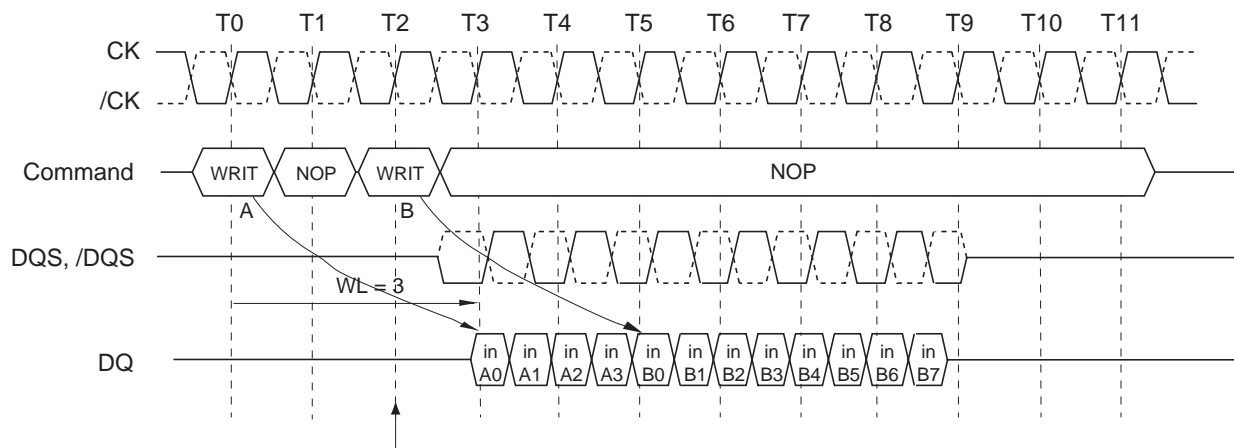 T0 T1 T2 T3 T4 T5 T6 T7 T8 T9 T10 T11
CK
/CK
Command WRIT NOP WRIT NOP
A B
DQS, /DQS
WL = 3
DQ in in in in in in in in in in in in
A0 A1 A2 A3 B0 B1 B2 B3 B4 B5 B6 B7